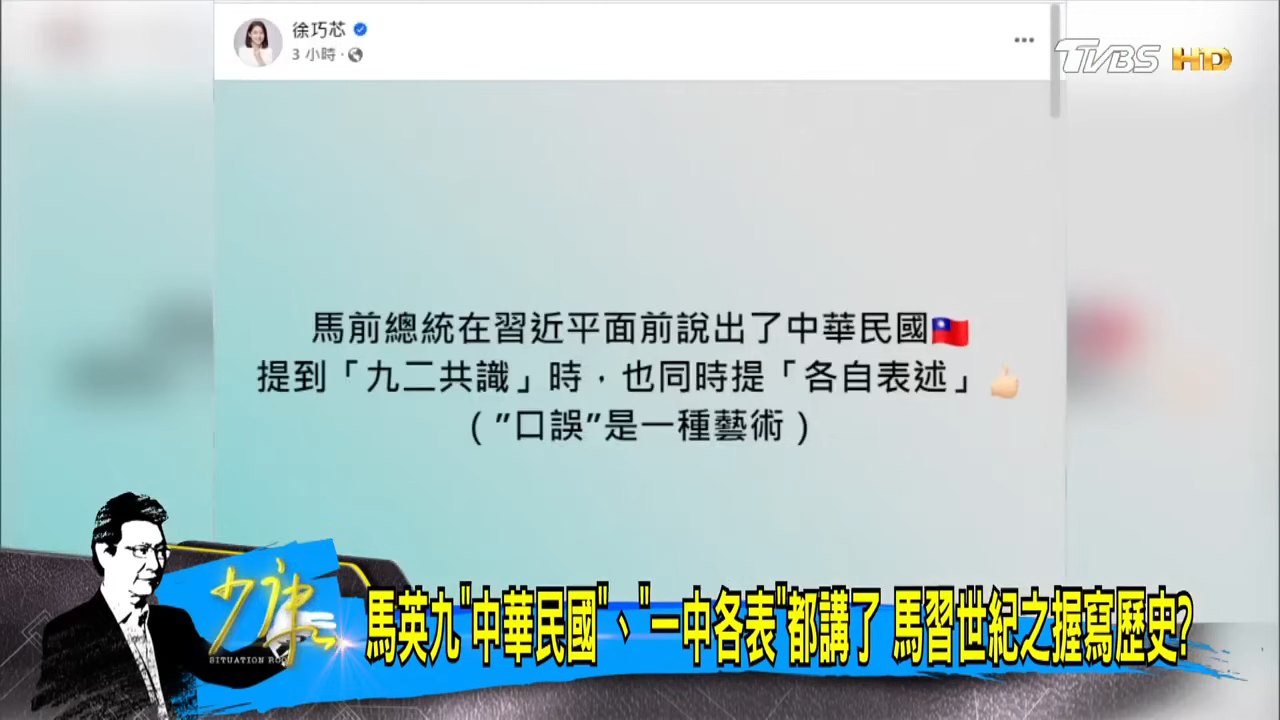 徐巧芯
3 小時 ·
TVBS HD
馬前總統在習近平面前說出了中華民國🇹🇼
提到「九二共識」時，也同時提「各自表述」👍🏻
（”口誤”是一種藝術）
少康
SITUATION RO
馬英九"中華民國"、"一中各表"都講了 馬習世紀之握寫歷史?